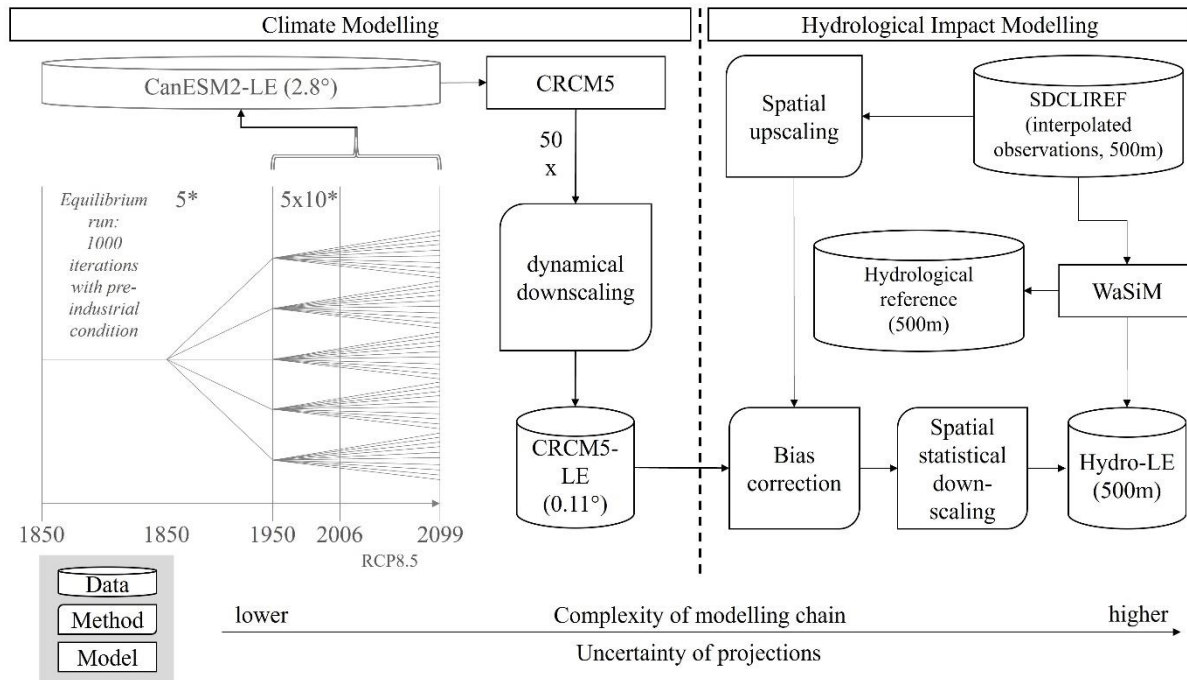 Climate Modelling
Hydrological Impact Modelling
CanESM2-LE (2.8°)
CRCM5
50
x
dynamical
downscaling
CRCM5-
LE
(0.11°)
Equilibrium
run:
1000
iterations
with pre-
industrial
condition
5*
5x10*
1850
1850
1950
2006
2099
RCP8.5
Spatial
upscaling
SDCLIREF
(interpolated
observations, 500m)
Hydrological
reference
(500m)
WaSiM
Bias
correction
Spatial
statistical
down-
scaling
Hydro-LE
(500m)
Data
Method
Model
lower
Complexity of modelling chain
higher
Uncertainty of projections